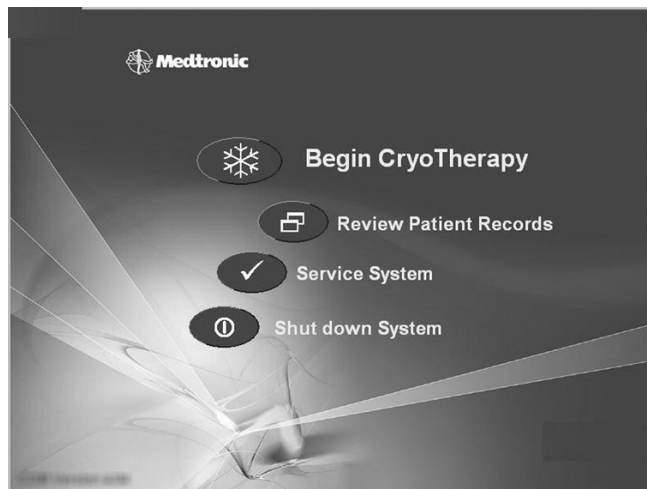 Medtronic
Begin CryoTherapy
Review Patient Records
Service System
Shut down System